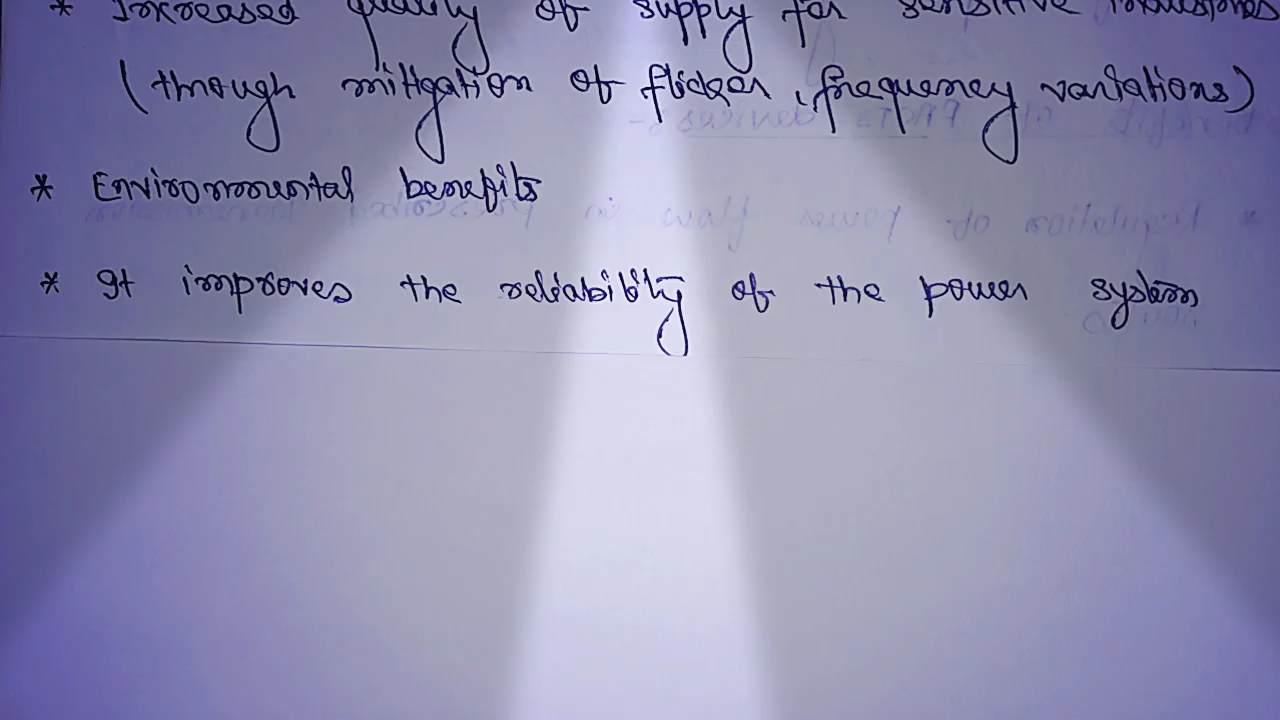 * Increased quality of supply for sensitive industries
(though mitigation of flicker, frequency variations)
* Environmental benefits
* It improves the reliability of the power system